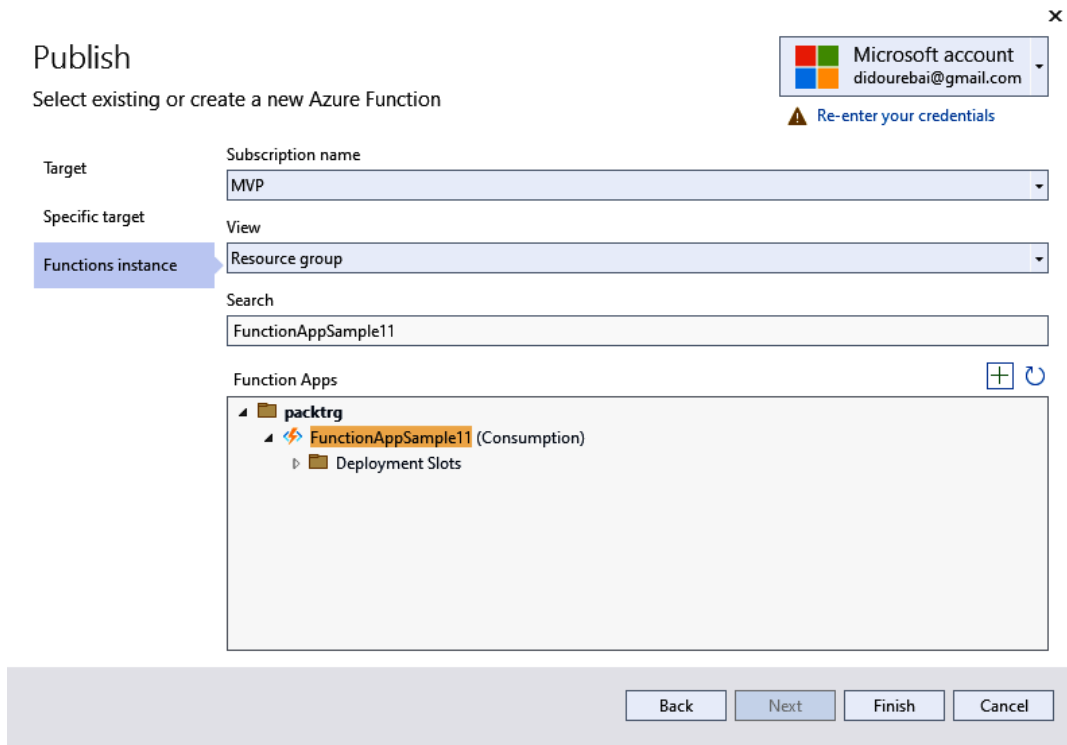 Publish
Select existing or create a new Azure Function
Microsoft account
didourebai@gmail.com
Re-enter your credentials
Target
Specific target
Functions instance
Subscription name
MVP
View
Resource group
Search
FunctionAppSample11
Function Apps
packtrg
FunctionAppSample11 (Consumption)
Deployment Slots
Back
Next
Finish
Cancel